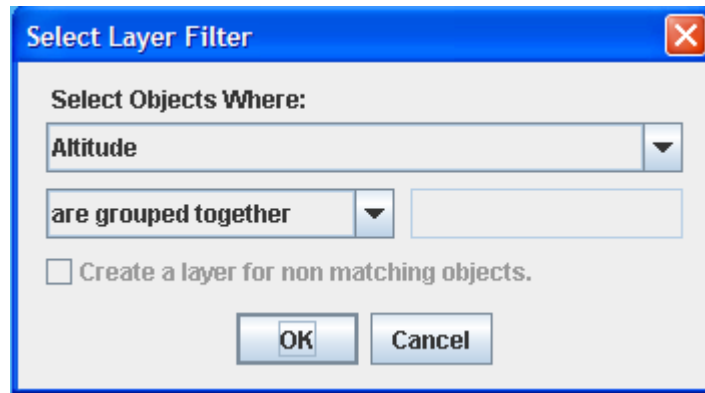 Select Layer Filter
Select Objects Where:
Altitude
are grouped together
Create a layer for non matching objects.
OK Cancel